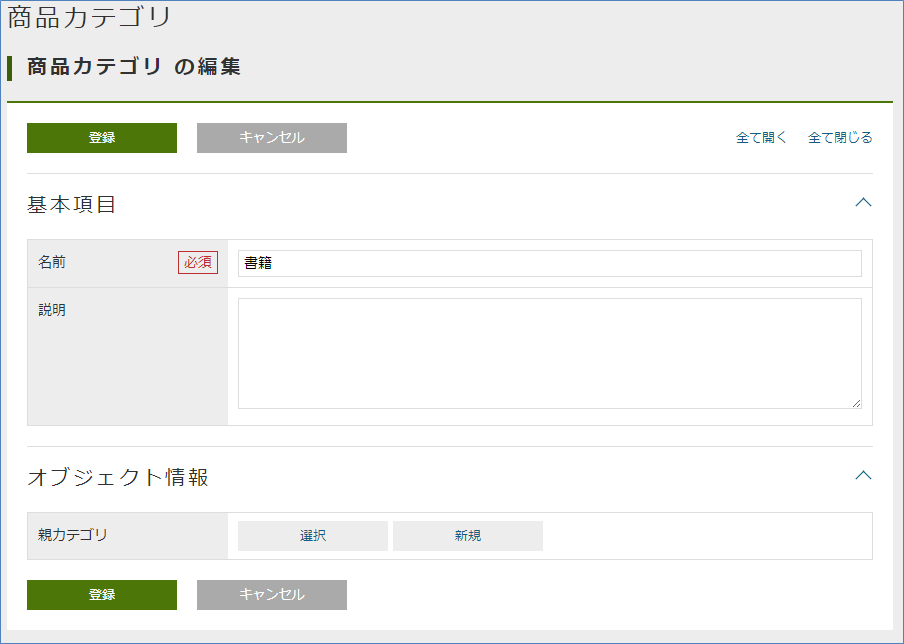 商品カテゴリ
商品カテゴリ の編集
登録 キャンセル 全て開く 全て閉じる
基本項目
名前 必須 書籍
説明
オブジェクト情報
親カテゴリ 選択 新規
登録 キャンセル